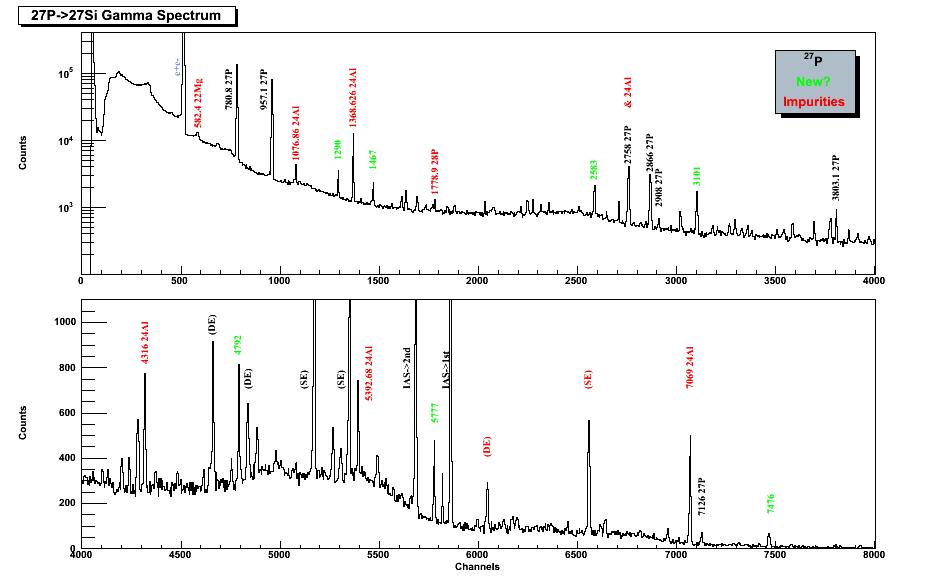 27P->27Si Gamma Spectrum
27P
New?
Impurities
Counts
10^5
10^4
10^3
e+e-
582.4 22Mg
780.8 27P
957.1 27P
1076.86 24Al
1290
1368.626 24Al
1467
1778.9 28P
2583
& 24Al
2758 27P
2866 27P
2908 27P
3101
3803.1 27P
0
500
1000
1500
2000
2500
3000
3500
4000
Counts
1000
800
600
400
200
0
4316 24Al
(DE)
4792
(DE)
(SE)
(SE)
5392.68 24Al
IAS->2nd
5777
IAS->1st
(DE)
(SE)
7069 24Al
7126 27P
7476
4000
4500
5000
5500
6000
6500
7000
7500
8000
Channels